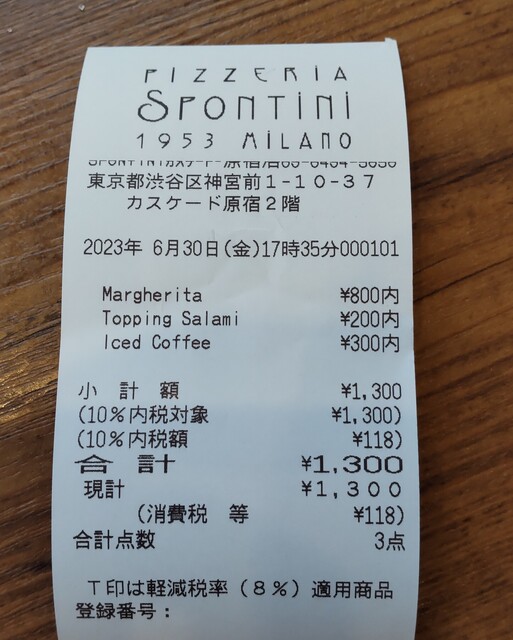 PIZZERIA
SPONTINI
1953 MILANO
東京都渋谷区神宮前1-10-37
カスケード原宿2階
2023年 6月30日(金)17時35分000101
Margherita ¥800内
Topping Salami ¥200内
Iced Coffee ¥300内
小計額 ¥1,300
(10%内税対象 ¥1,300)
(10%内税額 ¥118)
合計 ¥1,300
現計 ¥1,300
(消費税 等 ¥118)
合計点数 3点
T印は軽減税率(8%)適用商品
登録番号: